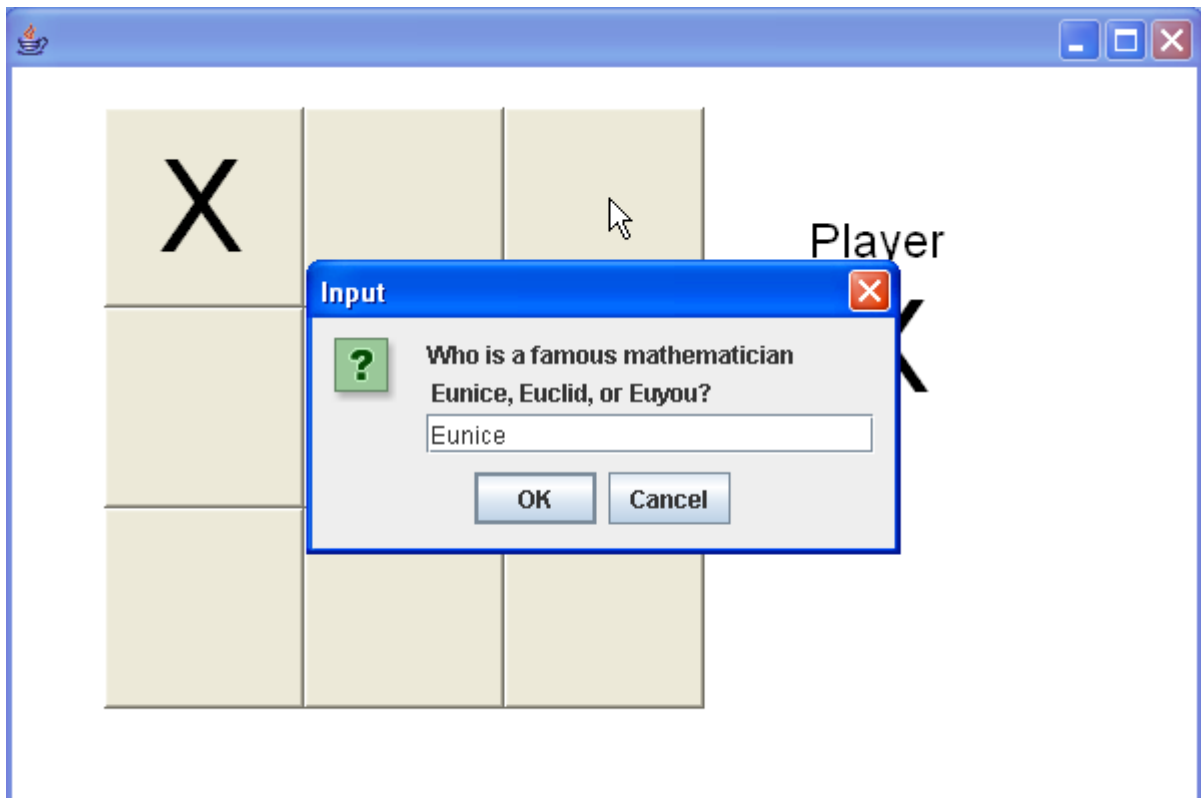 X
Player
X
Input
Who is a famous mathematician
Eunice, Euclid, or Euyou?
Eunice
OK
Cancel